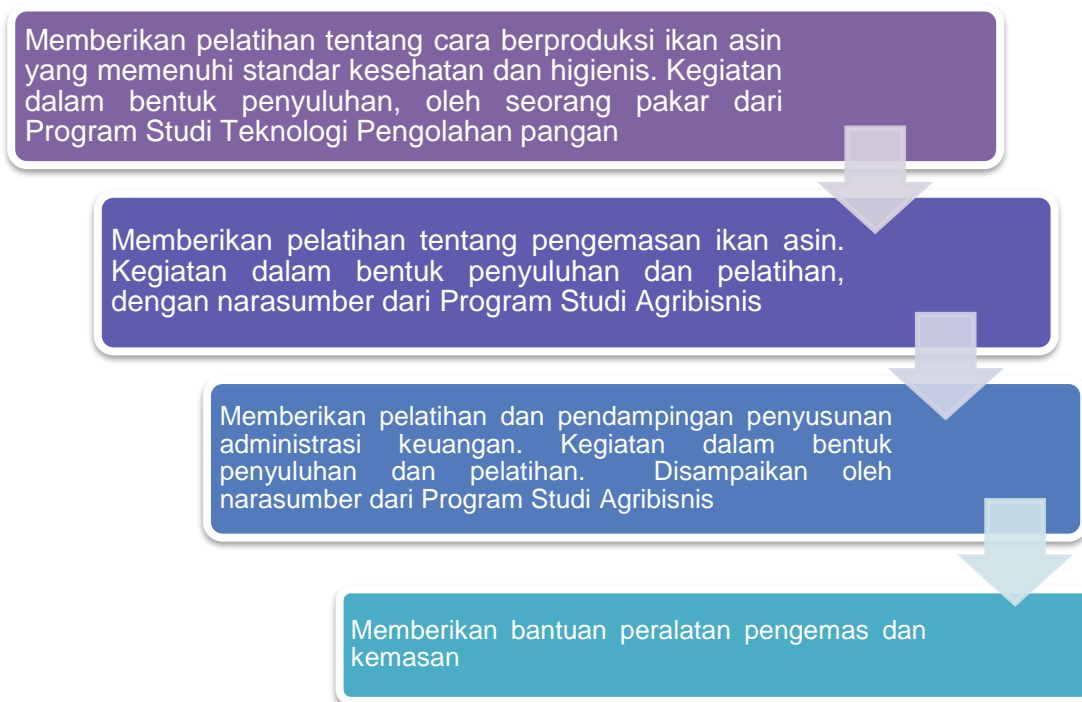 Memberikan pelatihan tentang cara berproduksi ikan asin
yang memenuhi standar kesehatan dan higienis. Kegiatan
dalam bentuk penyuluhan, oleh seorang pakar dari
Program Studi Teknologi Pengolahan pangan
Memberikan pelatihan tentang pengemasan ikan asin.
Kegiatan dalam bentuk penyuluhan dan pelatihan,
dengan narasumber dari Program Studi Agribisnis
Memberikan pelatihan dan pendampingan penyusunan
administrasi keuangan. Kegiatan dalam bentuk
penyuluhan dan pelatihan. Disampaikan oleh
narasumber dari Program Studi Agribisnis
Memberikan bantuan peralatan pengemas dan
kemasan